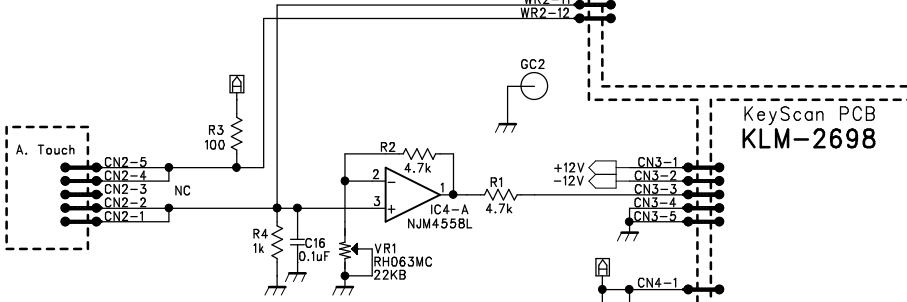 WR2-11
WR2-12
GC2
A
KeyScan PCB
KLM-2698
R3
100
A. Touch
CN2-5
CN2-4
CN2-3
NC
CN2-2
CN2-1
R2
4.7k
2
−
3
+
1
IC4-A
NJM4558L
R1
4.7k
+12V
-12V
CN3-1
CN3-2
CN3-3
CN3-4
CN3-5
R4
1k
C16
0.1uF
VR1
RH063MC
22KB
A
CN4-1